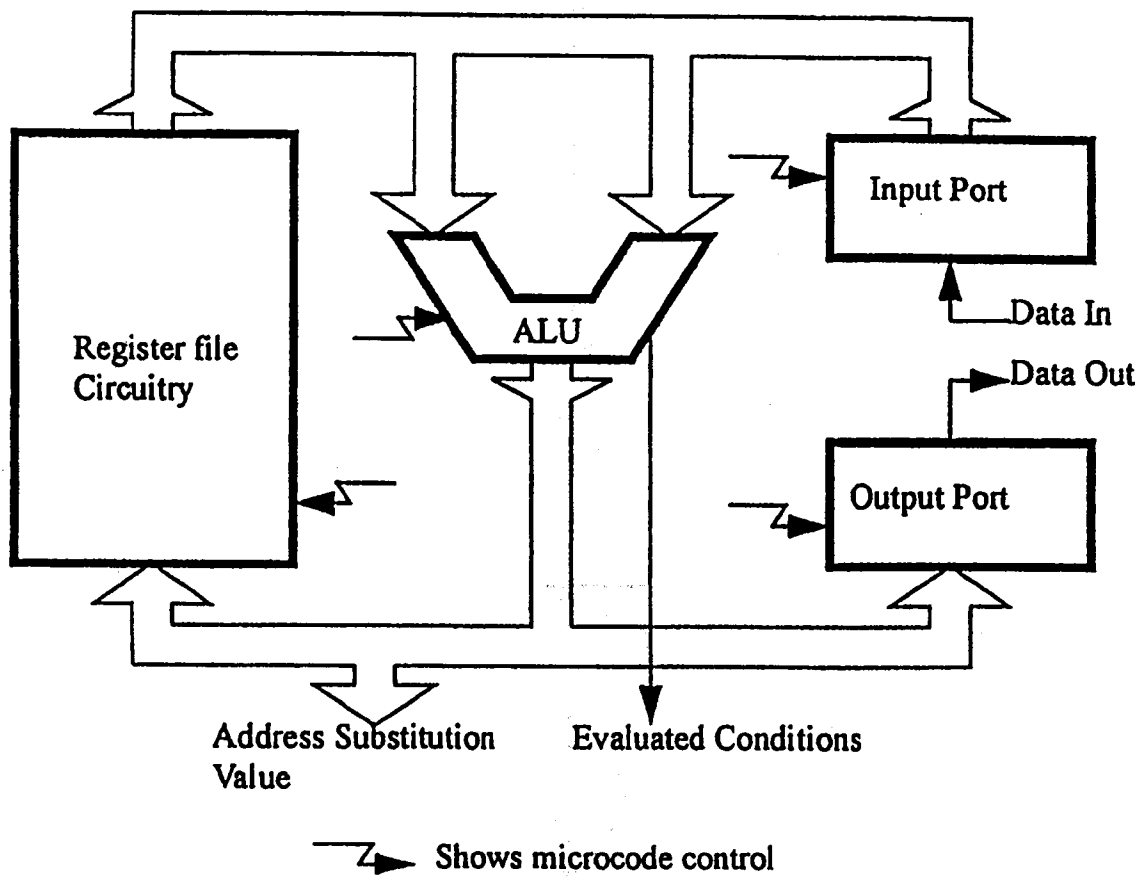 Input Port
Data In
ALU
Register file
Circuitry
Data Out
Output Port
Address Substitution
Value
Evaluated Conditions
Shows microcode control